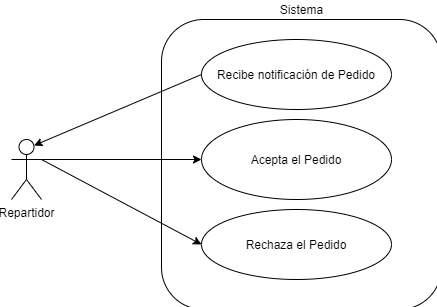 Sistema
Recibe notificación de Pedido
Acepta el Pedido
Repartidor
Rechaza el Pedido